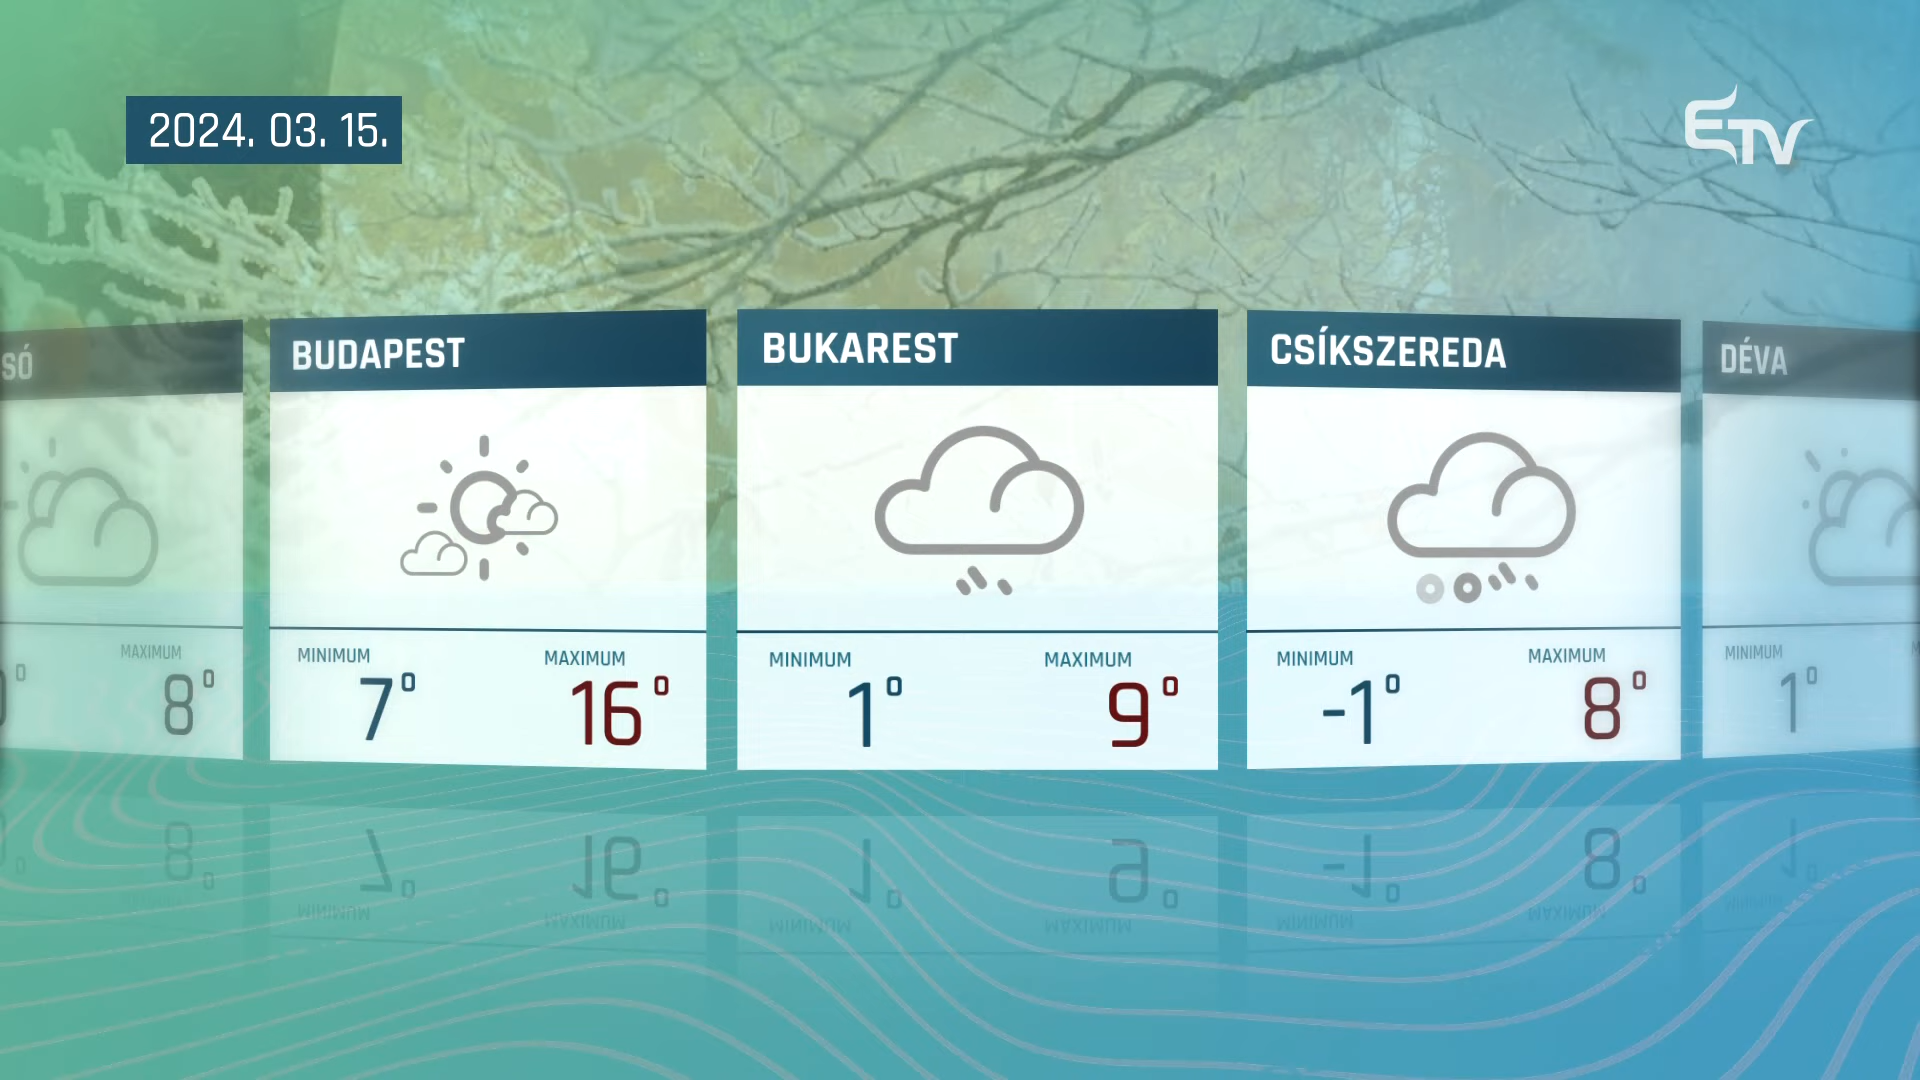 2024. 03. 15.
ETV
SÓ
MAXIMUM
8°
BUDAPEST
MINIMUM
7°
MAXIMUM
16°
BUKAREST
MINIMUM
1°
MAXIMUM
9°
CSÍKSZEREDA
MINIMUM
-1°
MAXIMUM
8°
DÉVA
MINIMUM
1°